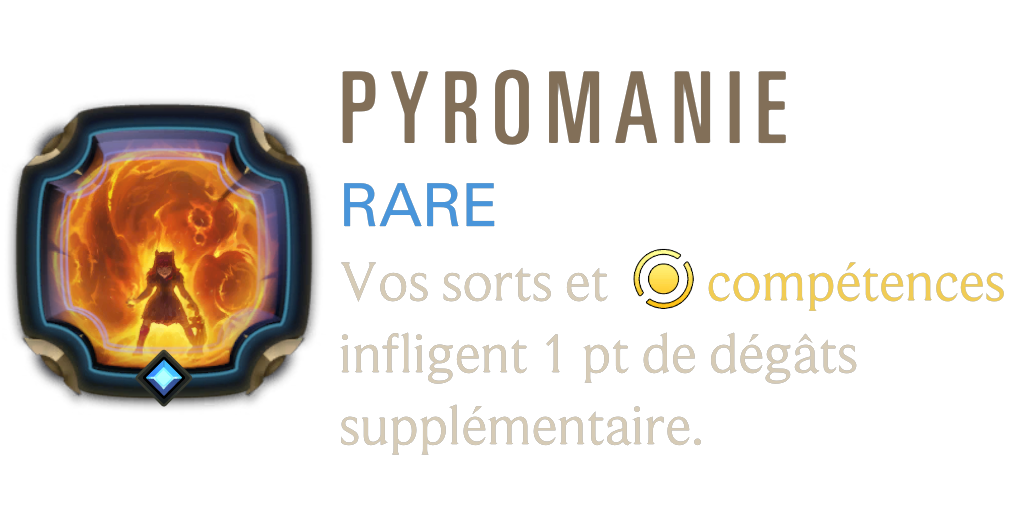 PYROMANIE
RARE
Vos sorts et compétences
infligent 1 pt de dégâts
supplémentaire.